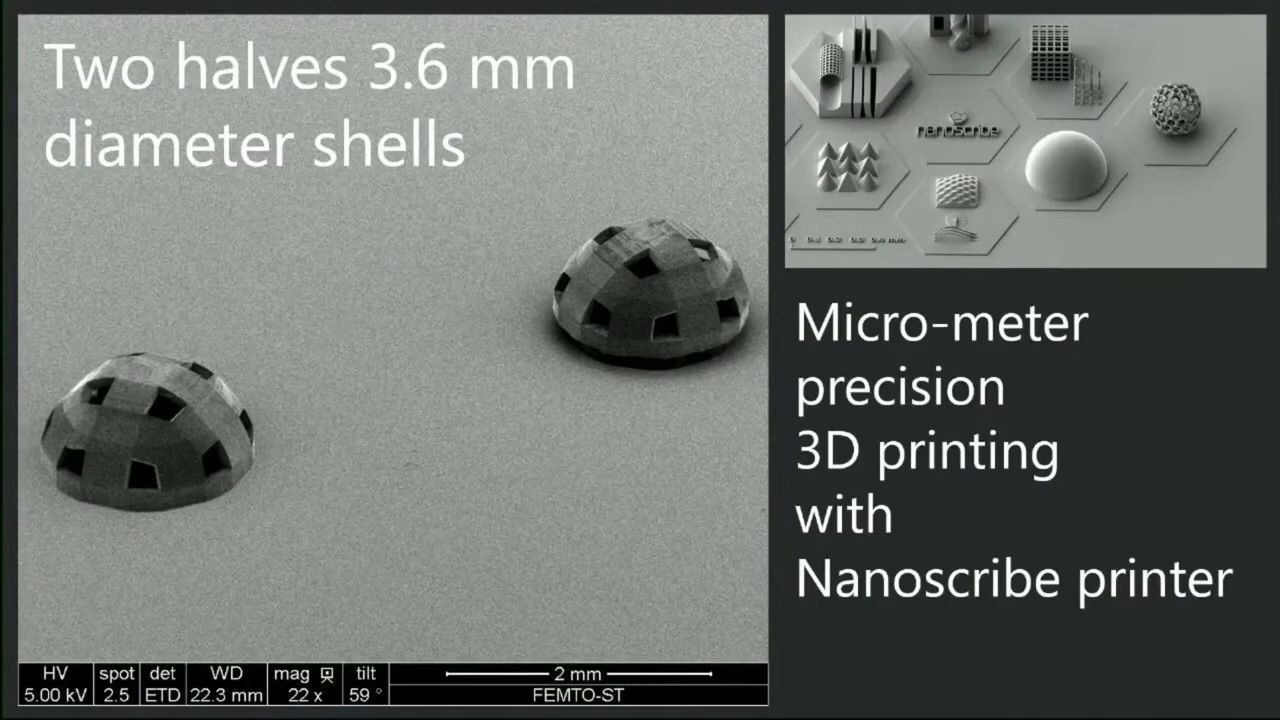 Two halves 3.6 mm
diameter shells
nanoscribe
Micro-meter
precision
3D printing
with
Nanoscribe printer
HV spot det WD mag tilt 2 mm
5.00 kV 2.5 ETD 22.3 mm 22 x 59 ° FEMTO-ST